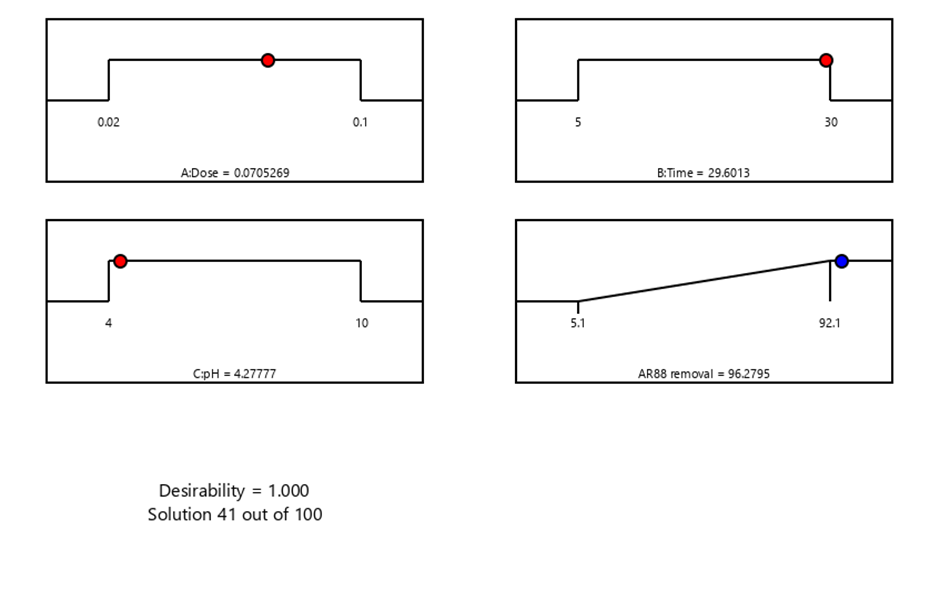 0.02 0.1
A:Dose = 0.0705269
5 30
B:Time = 29.6013
4 10
C:pH = 4.27777
5.1 92.1
AR88 removal = 96.2795
Desirability = 1.000
Solution 41 out of 100